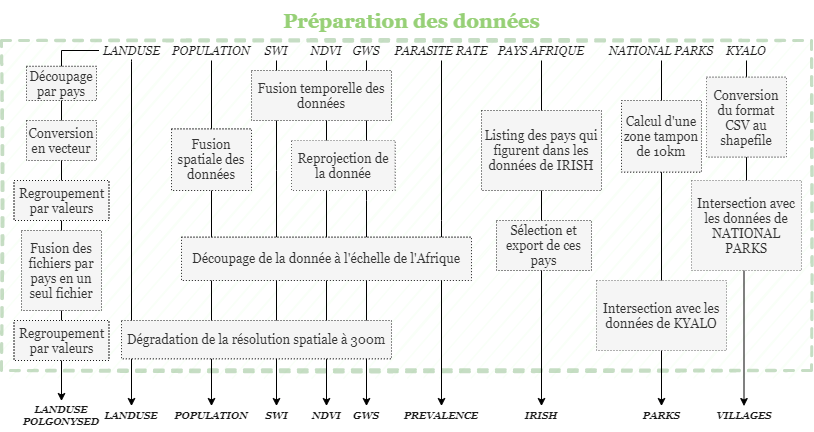 Préparation des données
LANDUSE POPULATION SWI NDVI GWS PARASITE RATE PAYS AFRIQUE NATIONAL PARKS KYALO
Découpage
par pays
Conversion
en vecteur
Regroupement
par valeurs
Fusion des
fichiers par
pays en un
seul fichier
Regroupement
par valeurs
Fusion
spatiale des
données
Fusion temporelle des
données
Reprojection de
la donnée
Découpage de la donnée à l'échelle de l'Afrique
Dégradation de la résolution spatiale à 300m
Listing des pays qui
figurent dans les
données de IRISH
Sélection et
export de ces
pays
Calcul d'une
zone tampon
de 10km
Intersection avec les
données de KYALO
Conversion
du format
CSV au
shapefile
Intersection avec
les données de
NATIONAL
PARKS
LANDUSE
POLGONYSED
LANDUSE POPULATION SWI NDVI GWS PREVALENCE IRISH PARKS VILLAGES